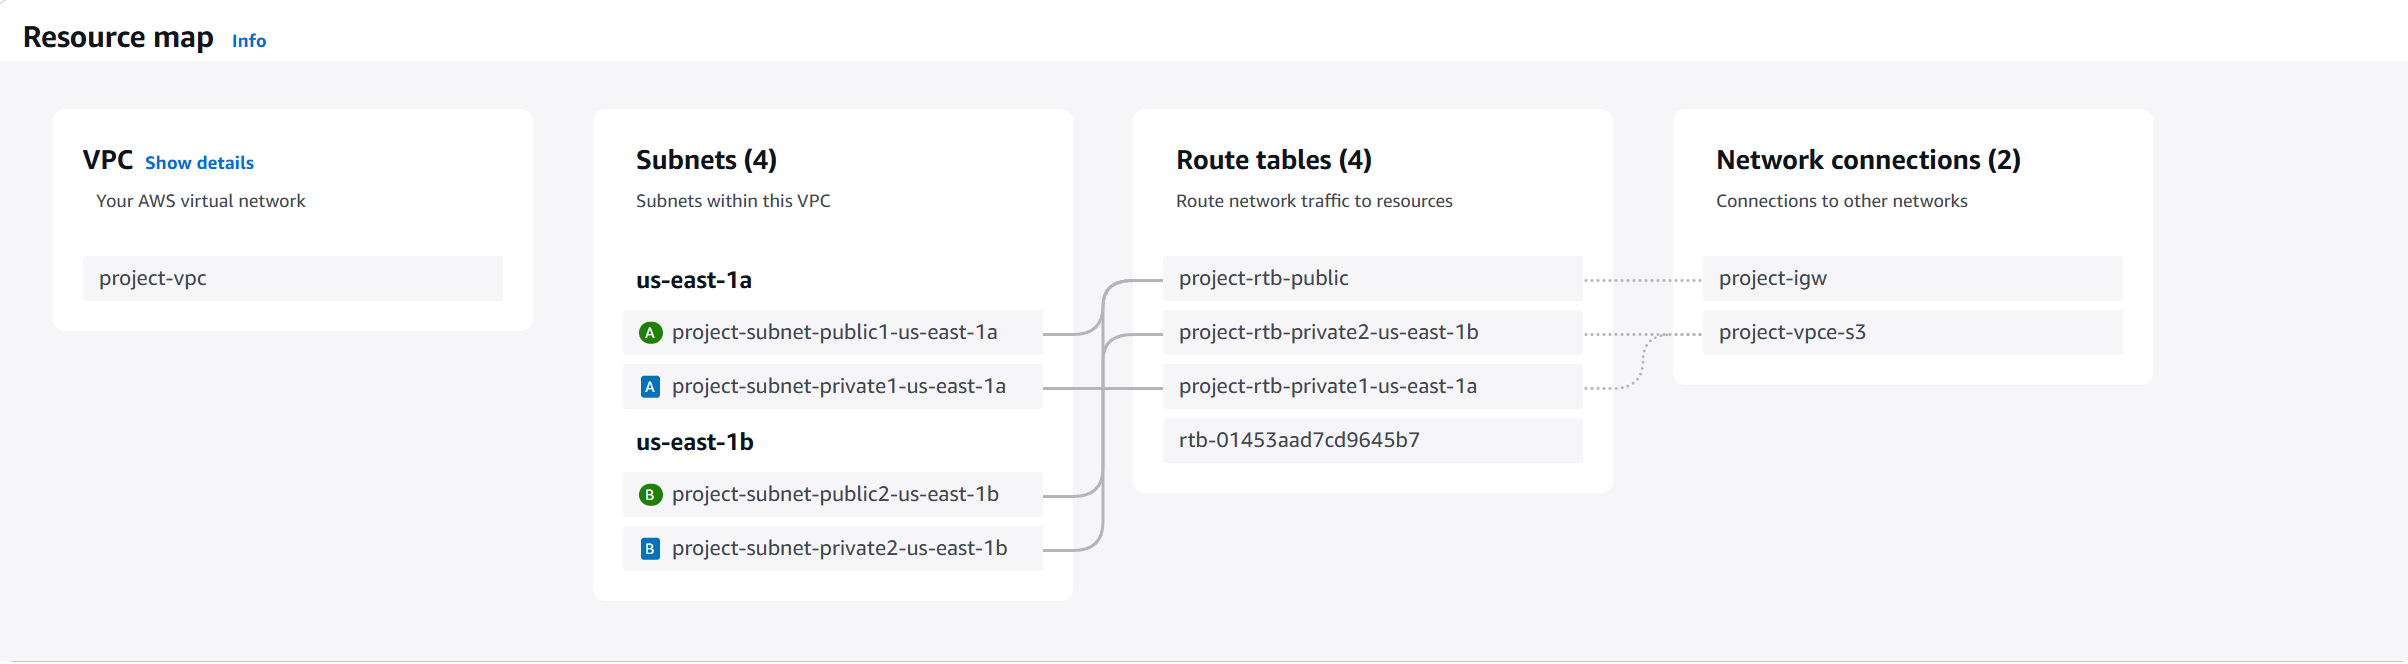 Resource map Info
VPC Show details
Your AWS virtual network
project-vpc
Subnets (4)
Subnets within this VPC
us-east-1a
A project-subnet-public1-us-east-1a
A project-subnet-private1-us-east-1a
us-east-1b
B project-subnet-public2-us-east-1b
B project-subnet-private2-us-east-1b
Route tables (4)
Route network traffic to resources
project-rtb-public
project-rtb-private2-us-east-1b
project-rtb-private1-us-east-1a
rtb-01453aad7cd9645b7
Network connections (2)
Connections to other networks
project-igw
project-vpce-s3